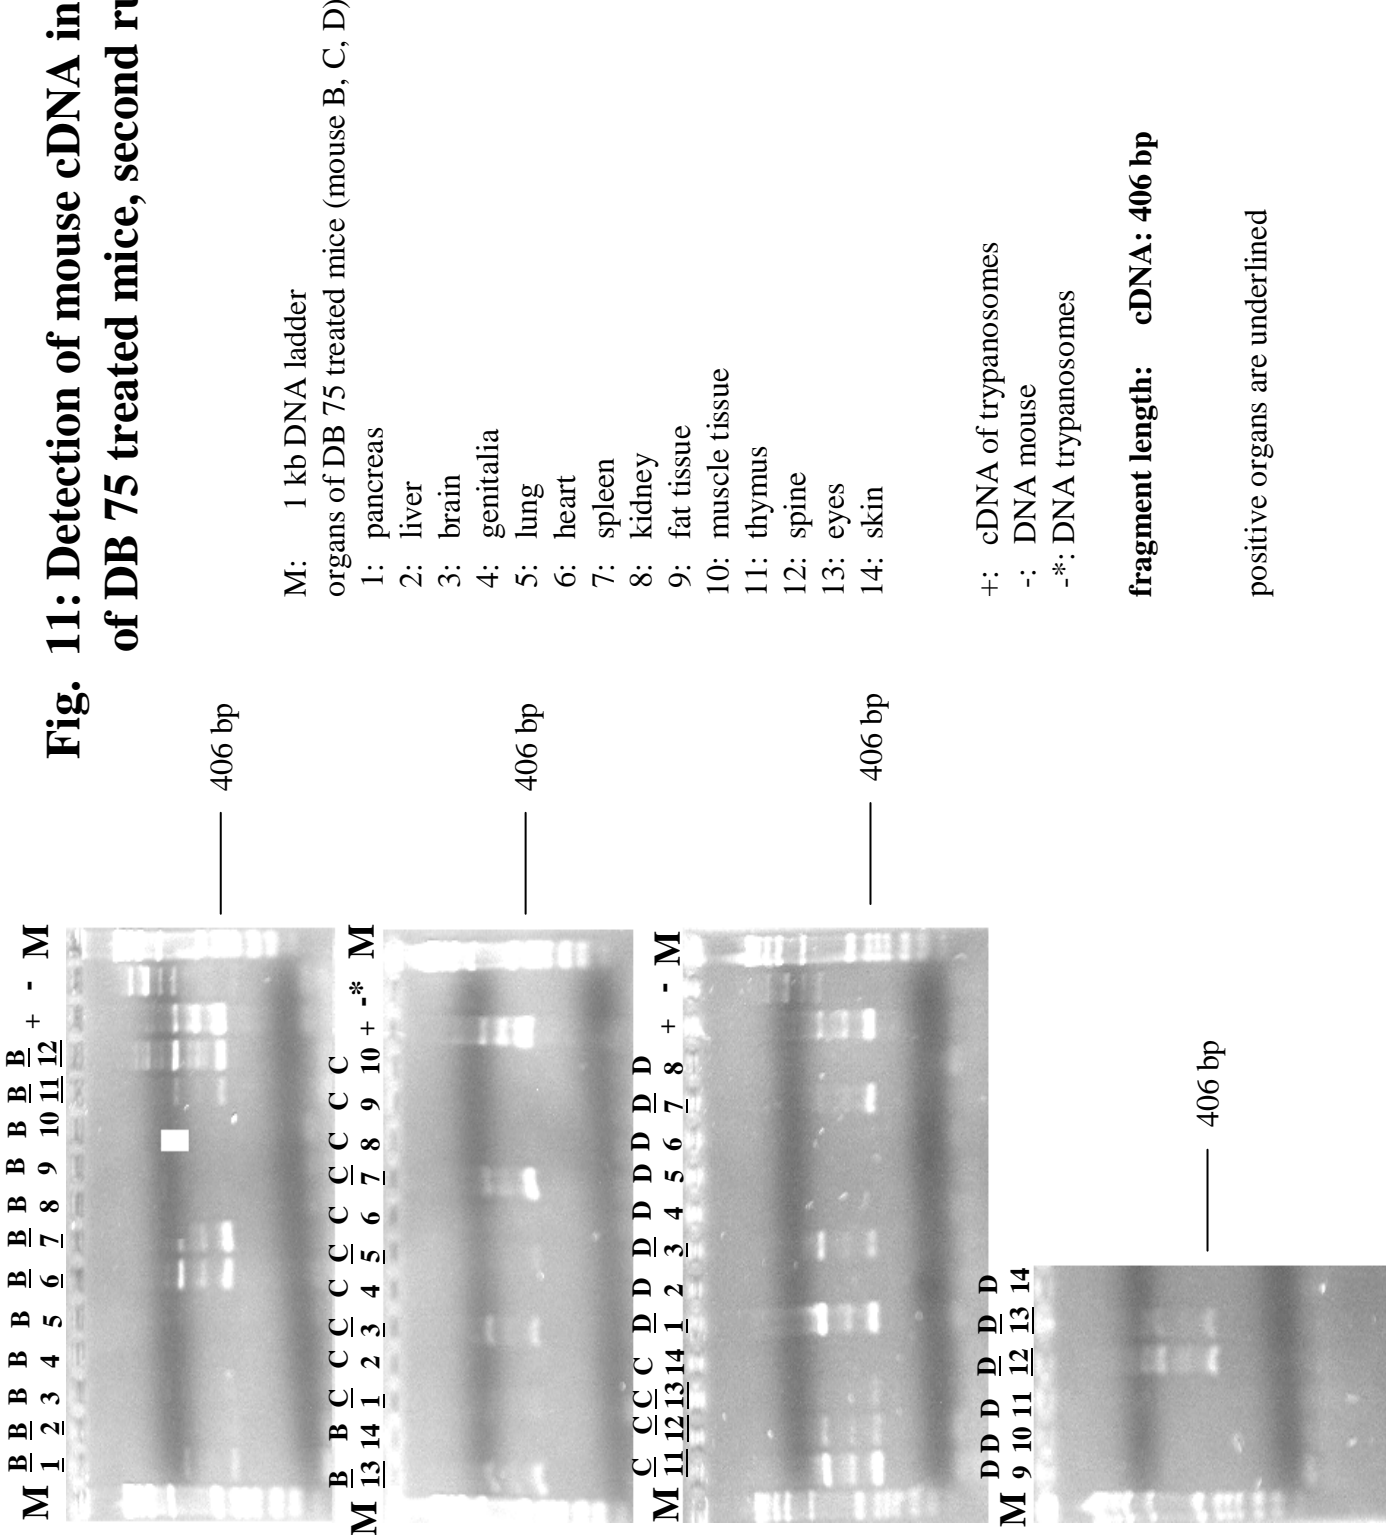 Fig. 11: Detection of mouse cDNA in
of DB 75 treated mice, second
M: 1 kb DNA ladder
organs of DB 75 treated mice (mouse B, C, D)
1: pancreas
2: liver
3: brain
4: genitalia
5: lung
6: heart
7: spleen
8: kidney
9: fat tissue
10: muscle tissue
11: thymus
12: spine
13: eyes
14: skin
+: cDNA of trypanosomes
-: DNA mouse
-*: DNA trypanosomes
fragment length: cDNA: 406 bp
positive organs are underlined
B B B B B B B B B B B B
M 1 2 3 4 5 6 7 8 9 10 11 12 + - M
406 bp
B B C C C C C C C C C C
M 13 14 1 2 3 4 5 6 7 8 9 10 + -* M
406 bp
C C C C D D D D D D D D
M 11 12 13 14 1 2 3 4 5 6 7 8 + - M
406 bp
D D D D D D
M 9 10 11 12 13 14
406 bp